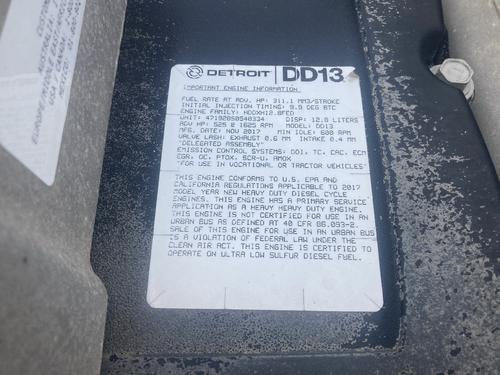 DETROIT DD13
IMPORTANT ENGINE INFORMATION
FUEL RATE AT ADV. HP: 311.1 MM3/STROKE
INITIAL INJECTION TIMING: 9.9 DEG BTC
ENGINE FAMILY: HDDXH12.8FED DISP: 12.8 LITERS
UNIT: 471928S0540334 MODEL: DD13
ADV HP: 525 @ 1625 RPM
MFG. DATE: NOV 2017 MIN IDLE: 600 RPM
VALVE LASH: EXHAUST 0.6 MM INTAKE 0.4 MM
"DELEGATED ASSEMBLY"
EMISSION CONTROL SYSTEMS: DDI, TC, CAC, ECM
EGR, OC, PTOX, SCR-U, AMOX
"FOR USE IN VOCATIONAL OR TRACTOR VEHICLES"
THIS ENGINE CONFORMS TO U.S. EPA AND
CALIFORNIA REGULATIONS APPLICABLE TO 2017
MODEL YEAR NEW HEAVY DUTY DIESEL CYCLE
ENGINES. THIS ENGINE HAS A PRIMARY SERVICE
APPLICATION AS A HEAVY HEAVY DUTY ENGINE.
THIS ENGINE IS NOT CERTIFIED FOR USE IN AN
URBAN BUS AS DEFINED AT 40 CFR 86.093-2.
SALE OF THIS ENGINE FOR USE IN AN URBAN BUS
IS A VIOLATION OF FEDERAL LAW UNDER THE
CLEAN AIR ACT. THIS ENGINE IS CERTIFIED TO
OPERATE ON ULTRA LOW SULFUR DIESEL FUEL.